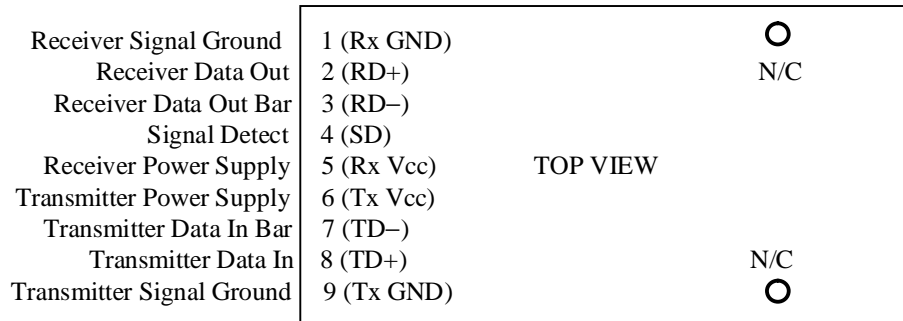 Receiver Signal Ground 1 (Rx GND)
Receiver Data Out 2 (RD+) N/C
Receiver Data Out Bar 3 (RD−)
Signal Detect 4 (SD)
Receiver Power Supply 5 (Rx Vcc) TOP VIEW
Transmitter Power Supply 6 (Tx Vcc)
Transmitter Data In Bar 7 (TD−)
Transmitter Data In 8 (TD+) N/C
Transmitter Signal Ground 9 (Tx GND)